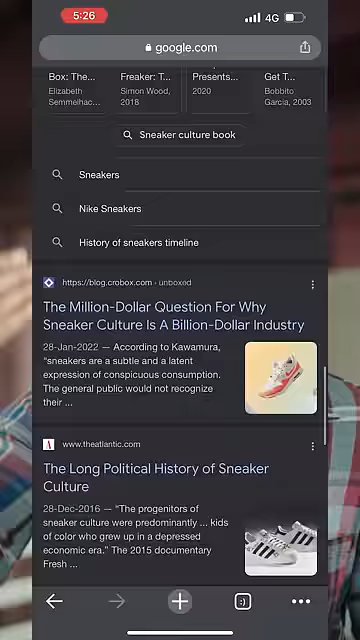 5:26
4G
google.com
Box: The... Freaker: T... Presents... Get T...
Elizabeth Semmelhac... Simon Wood, 2018 2020 Bobbito Garcia, 2003
Sneaker culture book
Sneakers
Nike Sneakers
History of sneakers timeline
https://blog.crobox.com › unboxed
The Million-Dollar Question For Why
Sneaker Culture Is A Billion-Dollar Industry
28-Jan-2022 — According to Kawamura,
"sneakers are a subtle and a latent
expression of conspicuous consumption.
The general public would not recognize
their ...
www.theatlantic.com
The Long Political History of Sneaker
Culture
28-Dec-2016 — "The progenitors of
sneaker culture were predominantly ... kids
of color who grew up in a depressed
economic era." The 2015 documentary
Fresh ...
:)